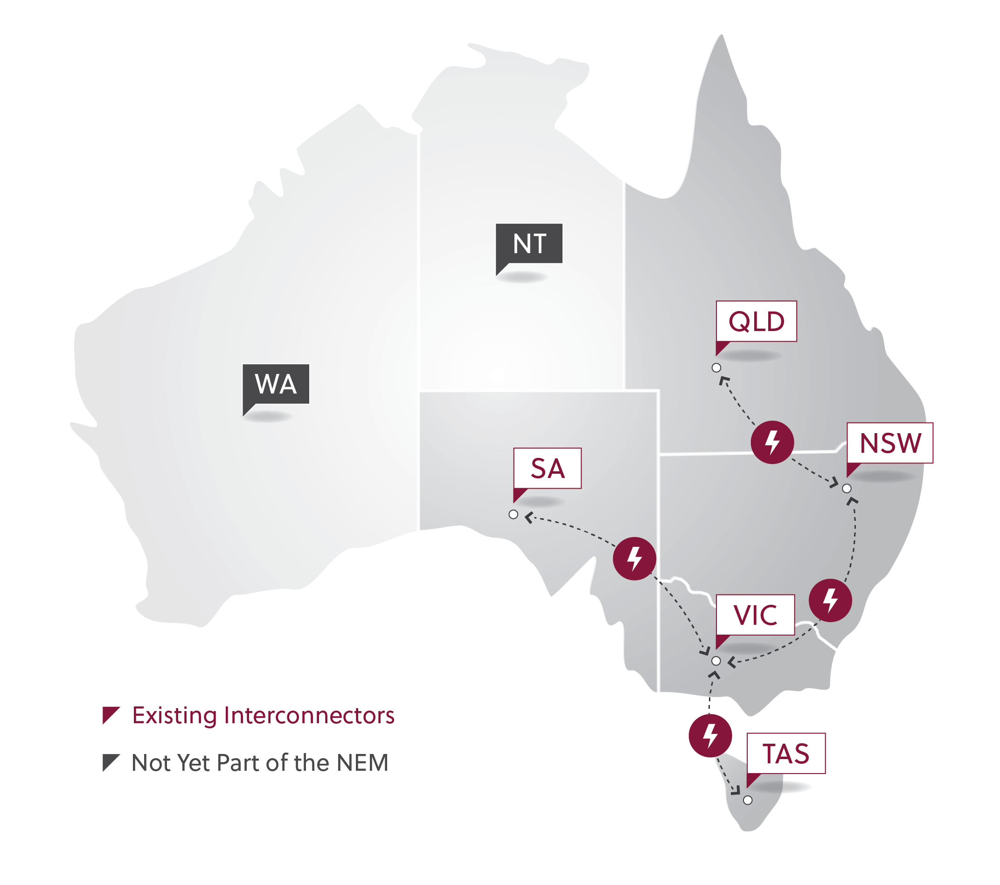 NT
QLD
WA
NSW
SA
VIC
Existing Interconnectors
TAS
Not Yet Part of the NEM